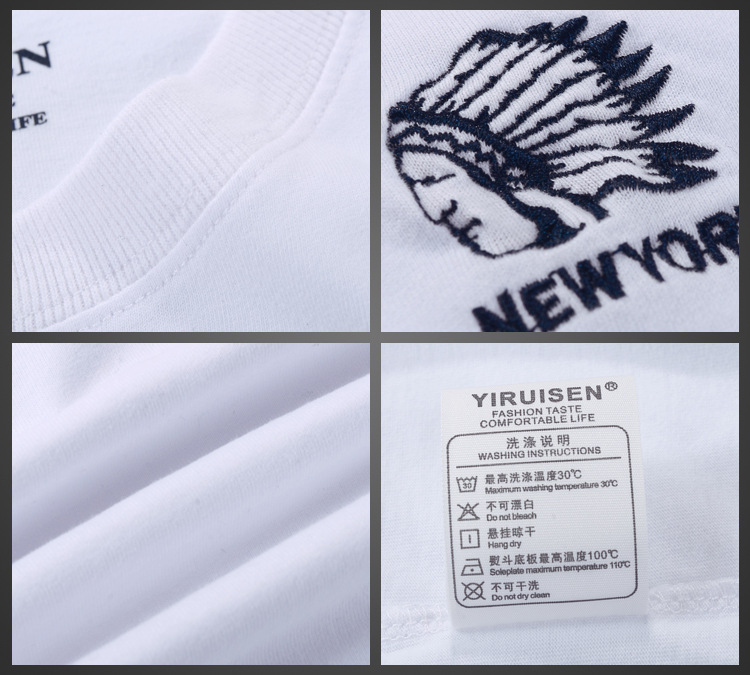 ON
IFE
NEWYOR
YIRUISEN®
FASHION TASTE
COMFORTABLE LIFE
洗涤说明
WASHING INSTRUCTIONS
30
最高洗涤温度30℃
Maximum washing temperature 30℃
不可漂白
Do not bleach
悬挂晾干
Hang dry
熨斗底板最高温度100℃
Soleplate maximum temperature 110℃
不可干洗
Do not dry clean